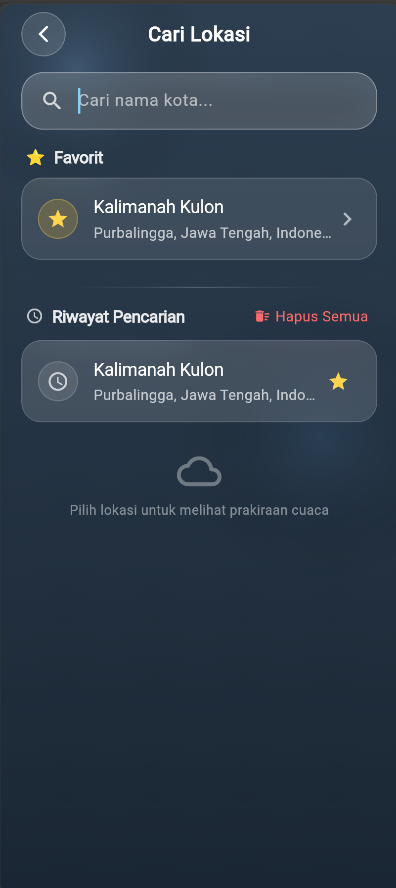 Cari Lokasi
Cari nama kota...
Favorit
Kalimanah Kulon
Purbalingga, Jawa Tengah, Indone...
Riwayat Pencarian
Hapus Semua
Kalimanah Kulon
Purbalingga, Jawa Tengah, Indo...
Pilih lokasi untuk melihat prakiraan cuaca